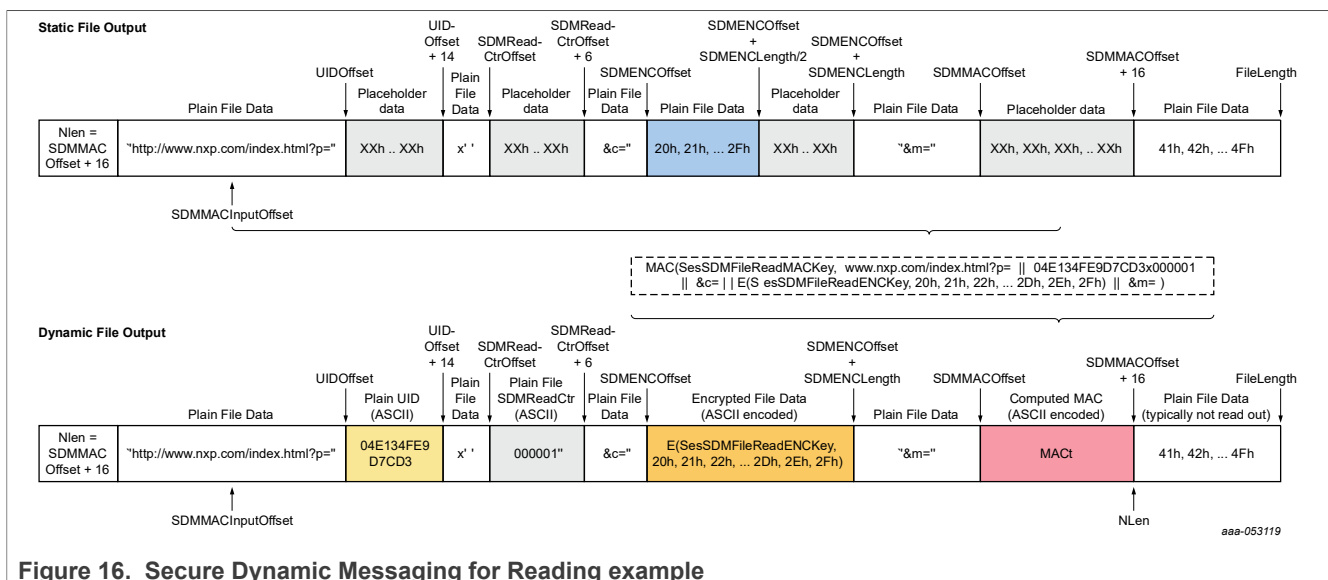 Static File Output
UID-
Offset
+ 14
SDMRead-
CtrOffset
SDMRead-
CtrOffset
+ 6
SDMENCOffset
+
SDMENCLength/2
SDMENCOffset
+
SDMENCLength
SDMMACOffset
+ 16
UIDOffset
SDMENCOffset
SDMMACOffset
FileLength
Plain File Data
Placeholder
data
Plain
File
Data
Placeholder data
Plain File
Data
Plain File Data
Placeholder
data
Plain File Data
Placeholder data
Plain File Data
Nlen =
SDMMAC
Offset + 16
"http://www.nxp.com/index.html?p="
XXh .. XXh
x' '
XXh .. XXh
&c="
20h, 21h, ... 2Fh
XXh .. XXh
"&m="
XXh, XXh, XXh, .. XXh
41h, 42h, ... 4Fh
SDMMACInputOffset
MAC(SesSDMFileReadMACKey, www.nxp.com/index.html?p= || 04E134FE9D7CD3x000001
|| &c= | | E(S esSDMFileReadENCKey, 20h, 21h, 22h, ... 2Dh, 2Eh, 2Fh) || &m= )
Dynamic File Output
UID-
Offset
+ 14
SDMRead-
CtrOffset
SDMRead-
CtrOffset
+ 6
SDMENCOffset
+
SDMENCLength
SDMMACOffset
+ 16
UIDOffset
SDMENCOffset
SDMMACOffset
FileLength
Plain File Data
Plain UID
(ASCII)
Plain
File
Data
Plain File
SDMReadCtr
(ASCII)
Plain File
Data
Encrypted File Data
(ASCII encoded)
Plain File Data
Computed MAC
(ASCII encoded)
Plain File Data
(typically not read out)
Nlen =
SDMMAC
Offset + 16
"http://www.nxp.com/index.html?p="
04E134FE9
D7CD3
x' '
000001"
&c="
E(SesSDMFileReadENCKey,
20h, 21h, 22h, ... 2Dh, 2Eh, 2Fh)
"&m="
MACt
41h, 42h, ... 4Fh
SDMMACInputOffset
NLen
aaa-053119
Figure 16. Secure Dynamic Messaging for Reading example